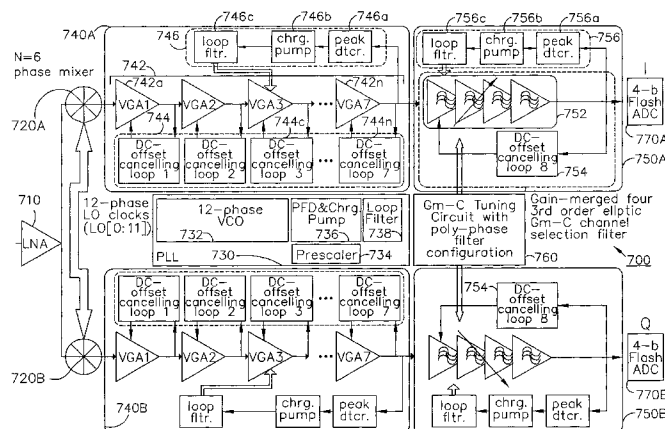 740A
746c
746b
746a
756c
756b
756a
746
loop
fltr.
chrg.
pump
peak
dtcr.
loop
fltr.
chrg.
pump
peak
dtcr.
756
N=6
phase mixer
742
742a
742n
VGA1
VGA2
VGA3
VGA7
720A
752
I
4-b
Flash
ADC
744
744c
744n
DC-
offset
cancelling
loop 1
DC-
offset
cancelling
loop 2
DC-
offset
cancelling
loop 3
DC-
offset
cancelling
loop 7
DC-
offset
cancelling
loop 8
754
770A
750A
710
LNA
12-phase
LO clocks
(LO[0:11])
12-phase
VCO
732
PFD&Chrg.
Pump
736
Loop
Filter
738
Prescaler
734
PLL
730
Gm-C Tuning
Circuit with
poly-phase
filter
configuration
760
Gain-merged four
3rd order eliptic
Gm-C channel
selection filter
700
DC-
offset
cancelling
loop 1
DC-
offset
cancelling
loop 2
DC-
offset
cancelling
loop 3
DC-
offset
cancelling
loop 7
754
DC-
offset
cancelling
loop 8
VGA1
VGA2
VGA3
VGA7
Q
4-b
Flash
ADC
720B
770B
loop
fltr.
chrg.
pump
peak
dtcr.
loop
fltr.
chrg.
pump
peak
dtcr.
740B
750B